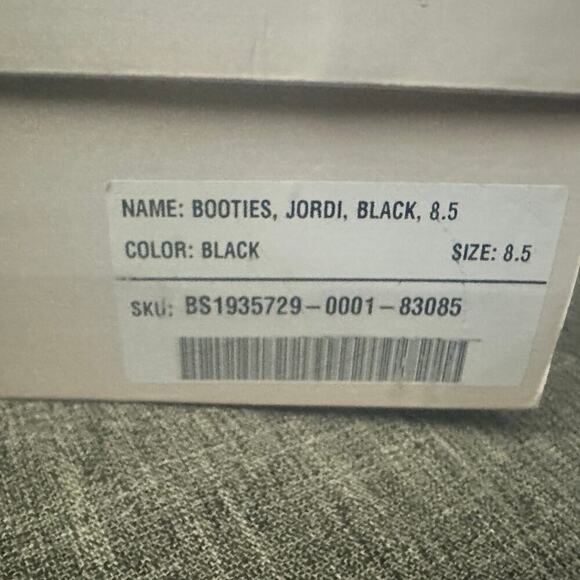 NAME: BOOTIES, JORDI, BLACK, 8.5
COLOR: BLACK SIZE: 8.5
SKU: BS1935729-0001-83085